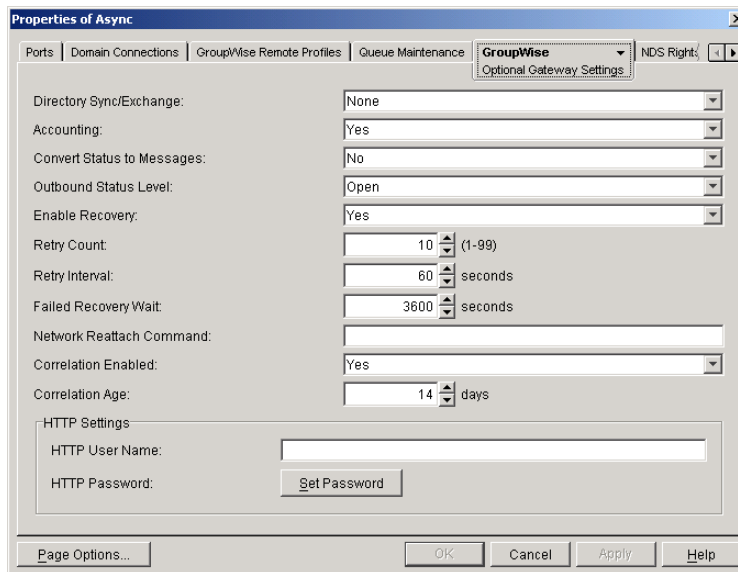 Properties of Async
Ports Domain Connections GroupWise Remote Profiles Queue Maintenance GroupWise NDS Rights
Optional Gateway Settings
Directory Sync/Exchange: None
Accounting: Yes
Convert Status to Messages: No
Outbound Status Level: Open
Enable Recovery: Yes
Retry Count: 10 (1-99)
Retry Interval: 60 seconds
Failed Recovery Wait: 3600 seconds
Network Reattach Command:
Correlation Enabled: Yes
Correlation Age: 14 days
HTTP Settings
HTTP User Name:
HTTP Password: Set Password
Page Options... OK Cancel Apply Help